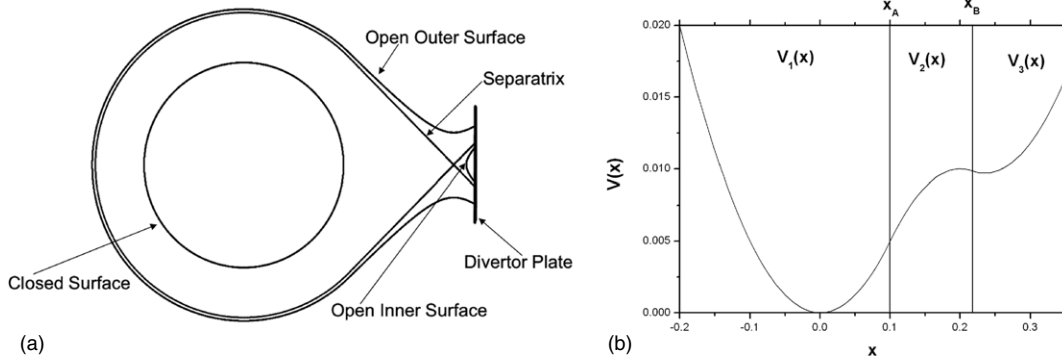 Open Outer Surface
Separatrix
Closed Surface
Divertor Plate
Open Inner Surface
(a)
x_A x_B
0.020
V_1(x) V_2(x) V_3(x)
0.015
V(x)
0.010
0.005
0.000
-0.2 -0.1 0.0 0.1 0.2 0.3
x
(b)